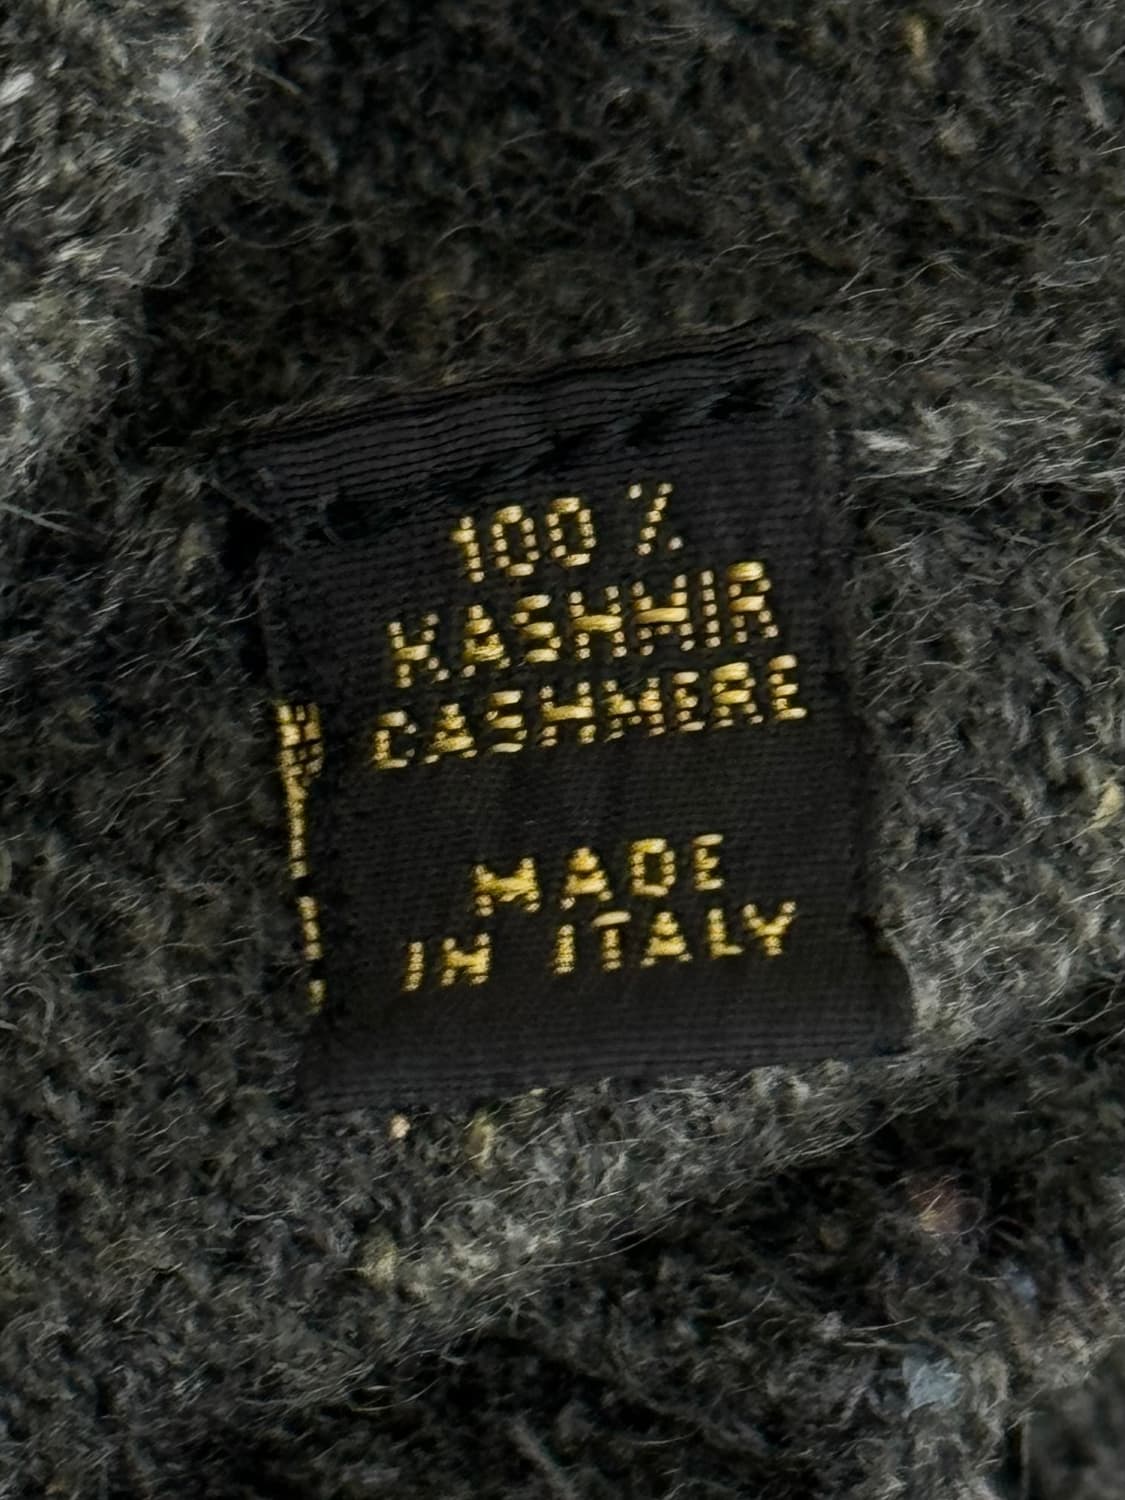 100 %
KASHMIR
CASHMERE
MADE
IN ITALY